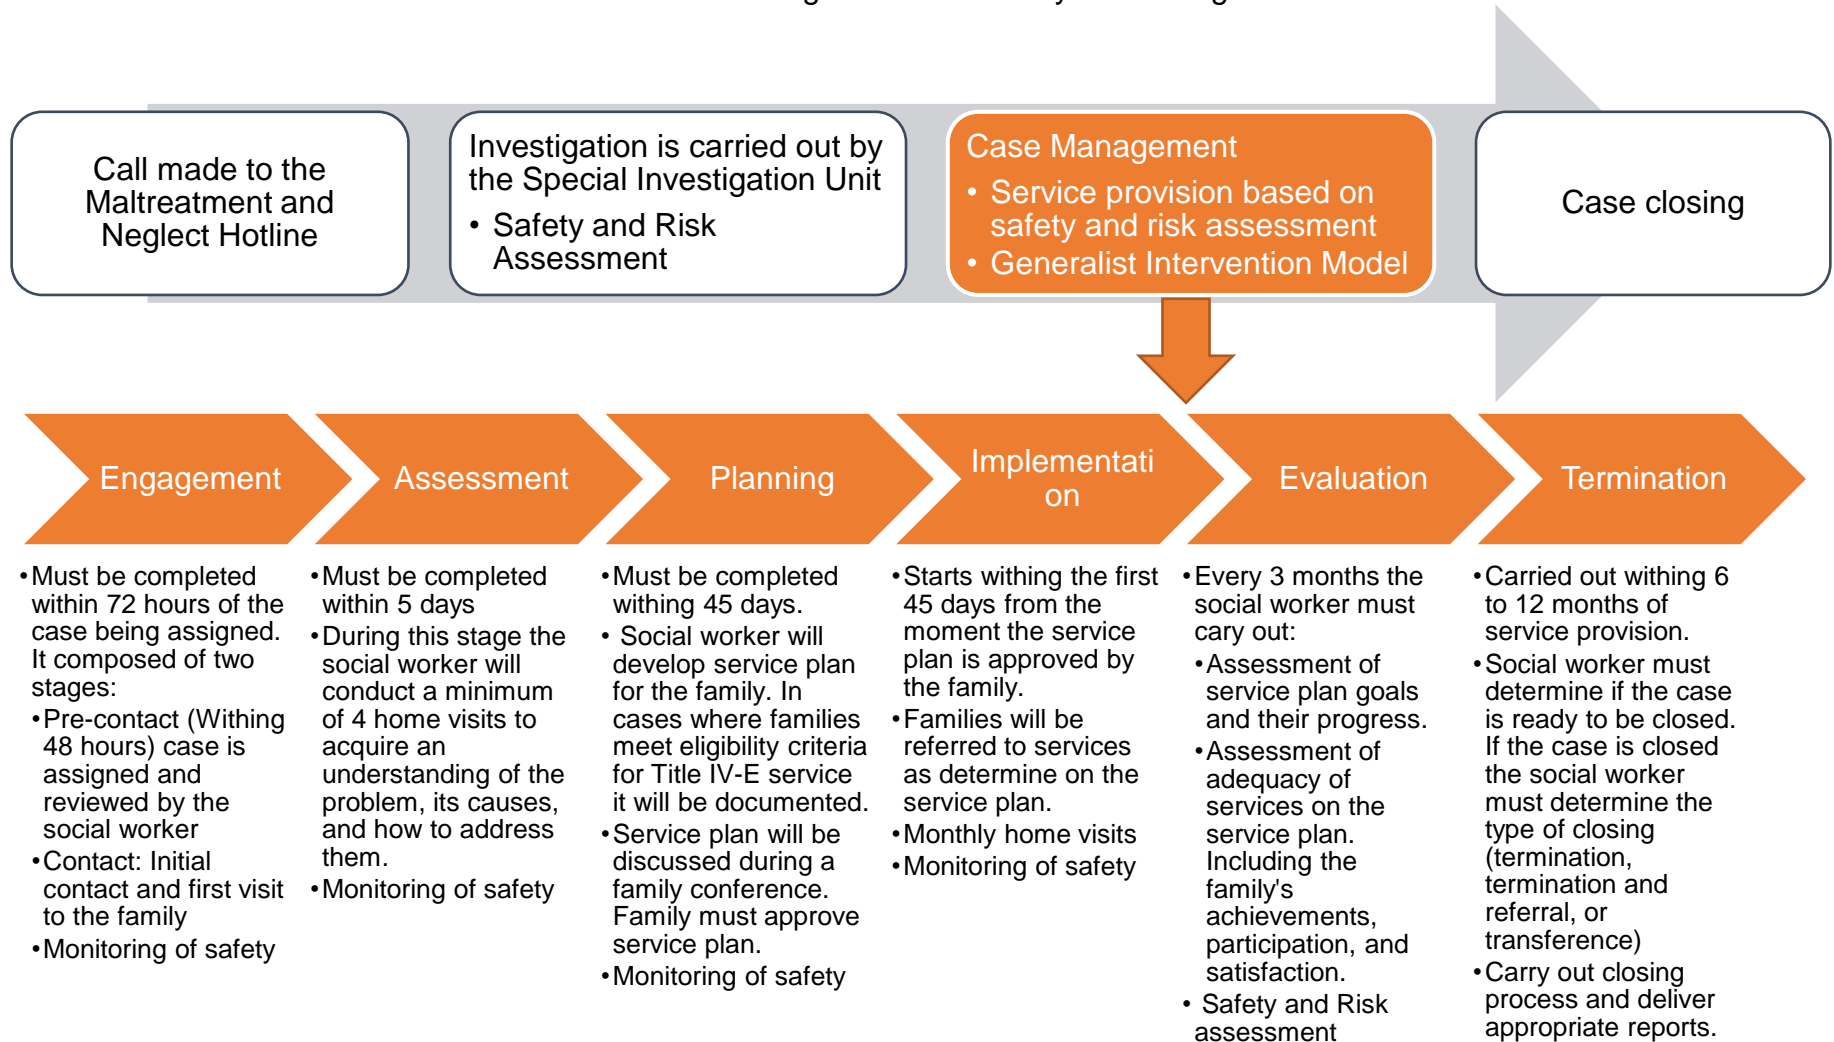 Call made to the
Maltreatment and
Neglect Hotline
Investigation is carried out by
the Special Investigation Unit
• Safety and Risk
Assessment
Case Management
• Service provision based on
safety and risk assessment
• Generalist Intervention Model
Case closing
Engagement
Assessment
Planning
Implementati
on
Evaluation
Termination
•Must be completed
within 72 hours of the
case being assigned.
It composed of two
stages:
•Pre-contact (Withing
48 hours) case is
assigned and
reviewed by the
social worker
•Contact: Initial
contact and first visit
to the family
•Monitoring of safety
•Must be completed
within 5 days
•During this stage the
social worker will
conduct a minimum
of 4 home visits to
acquire an
understanding of the
problem, its causes,
and how to address
them.
•Monitoring of safety
•Must be completed
withing 45 days.
• Social worker will
develop service plan
for the family. In
cases where families
meet eligibility criteria
for Title IV-E service
it will be documented.
•Service plan will be
discussed during a
family conference.
Family must approve
service plan.
•Monitoring of safety
•Starts withing the first
45 days from the
moment the service
plan is approved by
the family.
•Families will be
referred to services
as determine on the
service plan.
•Monthly home visits
•Monitoring of safety
•Every 3 months the
social worker must
cary out:
•Assessment of
service plan goals
and their progress.
•Assessment of
adequacy of
services on the
service plan.
Including the
family's
achievements,
participation, and
satisfaction.
• Safety and Risk
assessment
•Carried out withing 6
to 12 months of
service provision.
•Social worker must
determine if the case
is ready to be closed.
If the case is closed
the social worker
must determine the
type of closing
(termination,
termination and
referral, or
transference)
•Carry out closing
process and deliver
appropriate reports.